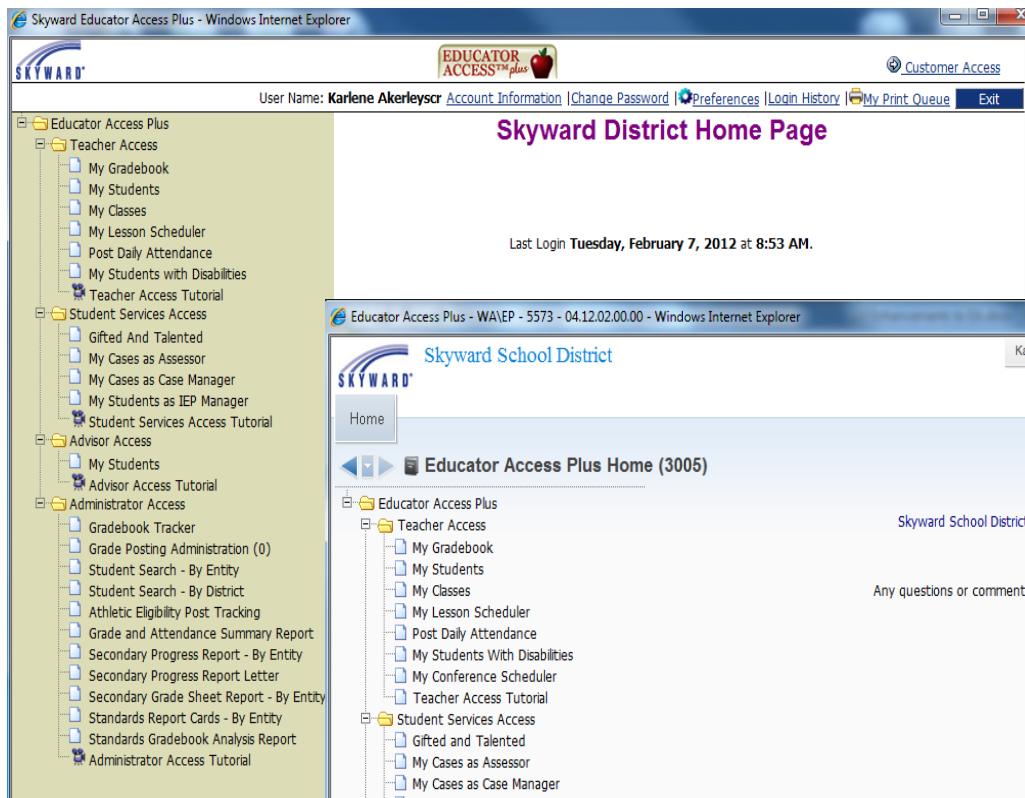 Skyward Educator Access Plus - Windows Internet Explorer
SKYWARD
EDUCATOR
ACCESS™ plus
Customer Access
User Name: Karlene Akerleyscr Account Information |Change Password | Preferences |Login History | My Print Queue Exit
Educator Access Plus
Teacher Access
My Gradebook
My Students
My Classes
My Lesson Scheduler
Post Daily Attendance
My Students with Disabilities
Teacher Access Tutorial
Student Services Access
Gifted And Talented
My Cases as Assessor
My Cases as Case Manager
My Students as IEP Manager
Student Services Access Tutorial
Advisor Access
My Students
Advisor Access Tutorial
Administrator Access
Gradebook Tracker
Grade Posting Administration (0)
Student Search - By Entity
Student Search - By District
Athletic Eligibility Post Tracking
Grade and Attendance Summary Report
Secondary Progress Report - By Entity
Secondary Progress Report Letter
Secondary Grade Sheet Report - By Entity
Standards Report Cards - By Entity
Standards Gradebook Analysis Report
Administrator Access Tutorial
Skyward District Home Page
Last Login Tuesday, February 7, 2012 at 8:53 AM.
Educator Access Plus - WA\EP - 5573 - 04.12.02.00.00 - Windows Internet Explorer
SKYWARD
Skyward School District
Ka
Home
Educator Access Plus Home (3005)
Educator Access Plus
Teacher Access
My Gradebook
My Students
My Classes
My Lesson Scheduler
Post Daily Attendance
My Students With Disabilities
My Conference Scheduler
Teacher Access Tutorial
Student Services Access
Gifted and Talented
My Cases as Assessor
My Cases as Case Manager
Skyward School District
Any questions or comment